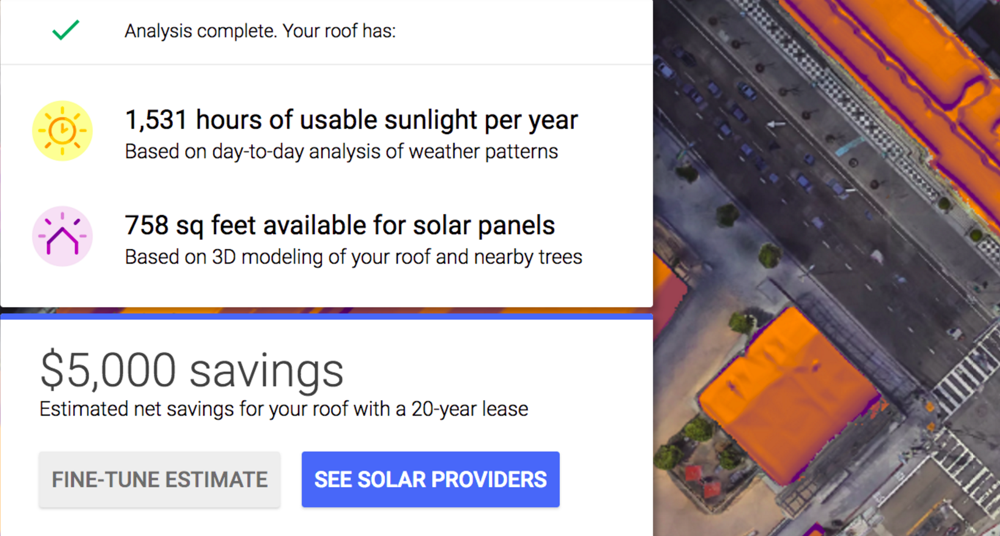 Analysis complete. Your roof has:
1,531 hours of usable sunlight per year
Based on day-to-day analysis of weather patterns
758 sq feet available for solar panels
Based on 3D modeling of your roof and nearby trees
$5,000 savings
Estimated net savings for your roof with a 20-year lease
FINE-TUNE ESTIMATE
SEE SOLAR PROVIDERS